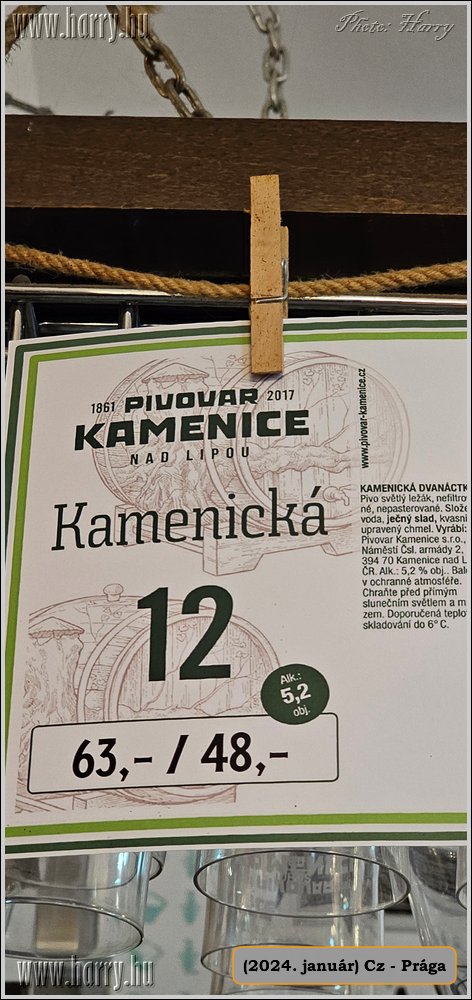 www.harry.hu
Photo: Harry
1861 PIVOVAR 2017
KAMENICE
NAD LIPOU
www.pivovar-kamenice.cz
Kamenická
12
Alk.:
5,2
obj.
63,- / 48,-
KAMENICKÁ DVANÁCTK
Pivo světlý ležák, nefiltro
né, nepasterované. Slože
voda, ječný slad, kvasni
upravený chmel. Vyrábí
Pivovar Kamenice s.r.o.,
Náměstí Čsl. armády 2,
394 70 Kamenice nad L
ČR. Alk.: 5,2 % obj.. Bale
v ochranné atmosféře.
Chraňte před přímým
slunečním světlem a m
zem. Doporučená teplo
skladování do 6° C.
www.harry.hu
(2024. január) Cz - Prága